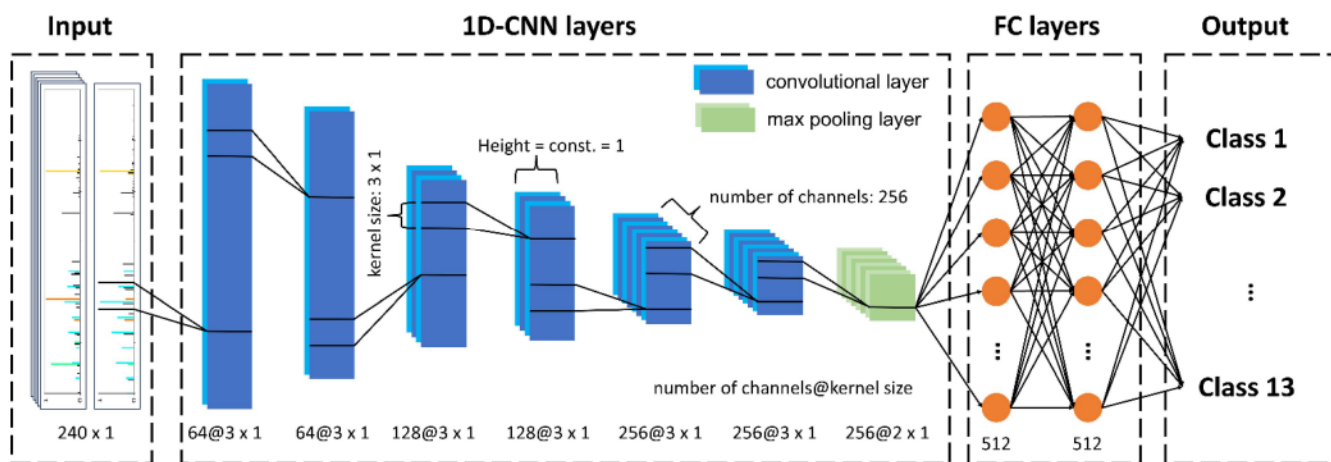 Input
1D-CNN layers
FC layers
Output
convolutional layer
max pooling layer
Height = const. = 1
kernel size: 3 x 1
number of channels: 256
number of channels@kernel size
Class 1
Class 2
...
Class 13
...
...
240 x 1
64@3 x 1
64@3 x 1
128@3 x 1
128@3 x 1
256@3 x 1
256@3 x 1
256@2 x 1
512
512